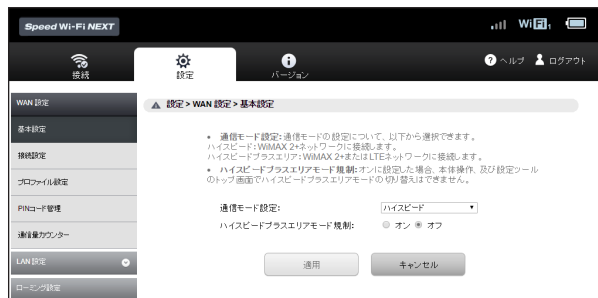 Speed Wi-Fi NEXT
WiFi 1
接続
設定
バージョン
ヘルプ
ログアウト
WAN 設定
基本設定
接続設定
プロファイル設定
PINコード管理
通信量カウンター
LAN 設定
ローミング設定
設定 > WAN 設定 > 基本設定
• 通信モード設定:通信モードの設定について、以下から選択できます。
ハイスピード:WiMAX 2+ネットワークに接続します。
ハイスピードプラスエリア:WiMAX 2+またはLTEネットワークに接続します。
• ハイスピードプラスエリアモード規制:オンに設定した場合、本体操作、及び設定ツール
のトップ画面でハイスピードプラスエリアモードの切り替えはできません。
通信モード設定: ハイスピード
ハイスピードプラスエリアモード規制: オン オフ
適用 キャンセル